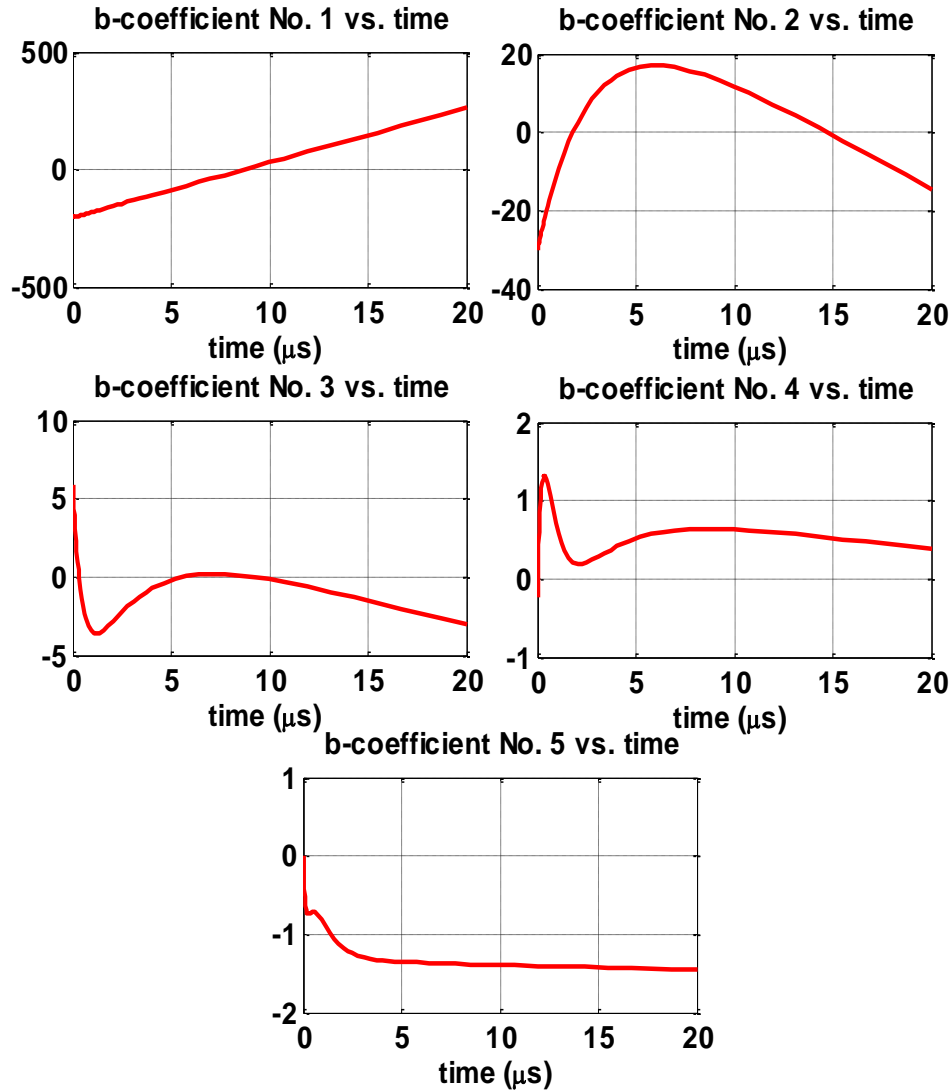 b-coefficient No. 1 vs. time
500
0
-500
0 5 10 15 20
time (μs)
b-coefficient No. 2 vs. time
20
0
-20
-40
0 5 10 15 20
time (μs)
b-coefficient No. 3 vs. time
10
5
0
-5
0 5 10 15 20
time (μs)
b-coefficient No. 4 vs. time
2
1
0
-1
0 5 10 15 20
time (μs)
b-coefficient No. 5 vs. time
1
0
-1
-2
0 5 10 15 20
time (μs)